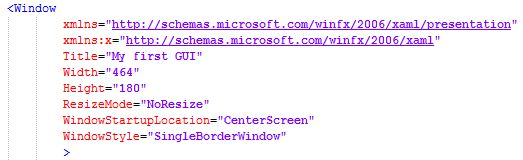 <Window
xmlns="http://schemas.microsoft.com/winfx/2006/xaml/presentation"
xmlns:x="http://schemas.microsoft.com/winfx/2006/xaml"
Title="My first GUI"
Width="464"
Height="180"
ResizeMode="NoResize"
WindowStartupLocation="CenterScreen"
WindowStyle="SingleBorderWindow"
>